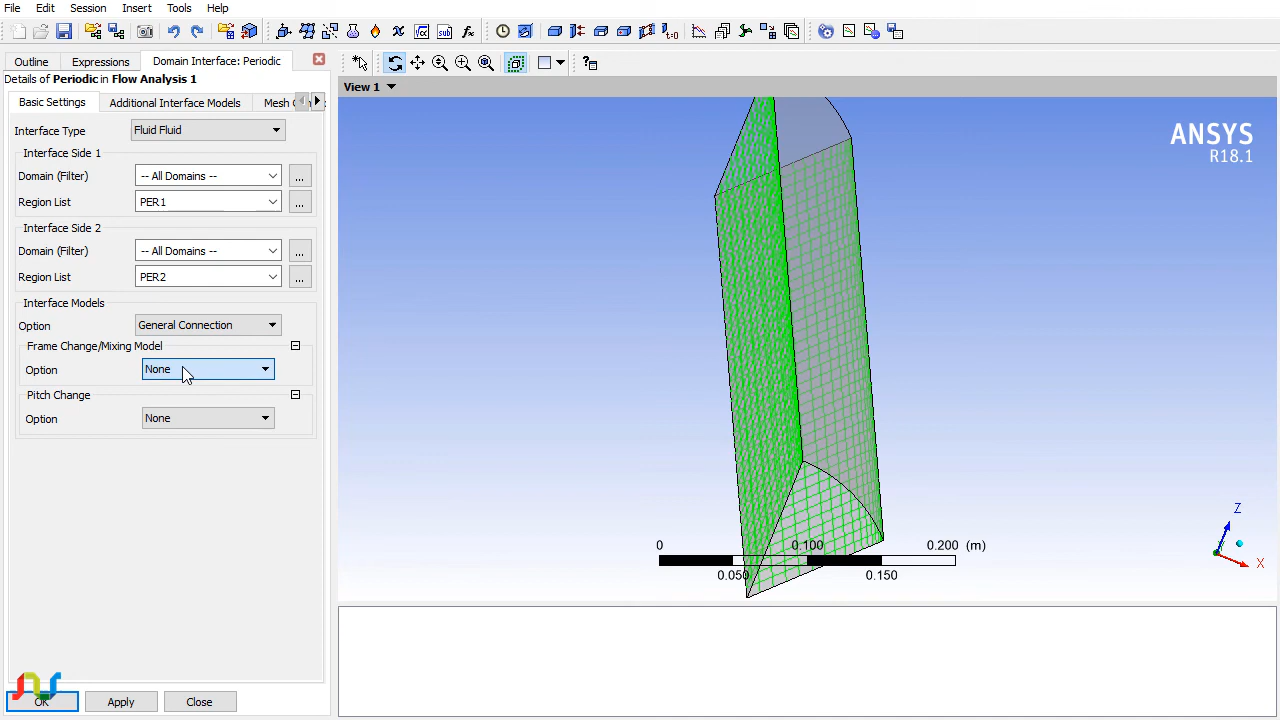 File Edit Session Insert Tools Help
Outline Expressions Domain Interface: Periodic
Details of Periodic in Flow Analysis 1
View 1
Basic Settings Additional Interface Models Mesh C
Interface Type Fluid Fluid
Interface Side 1
Domain (Filter) -- All Domains -- ...
Region List PER1 ...
Interface Side 2
Domain (Filter) -- All Domains -- ...
Region List PER2 ...
Interface Models
Option General Connection
Frame Change/Mixing Model
Option None
Pitch Change
Option None
OK Apply Close
ANSYS
R18.1
0 0.100 0.200 (m)
0.050 0.150
Z
X